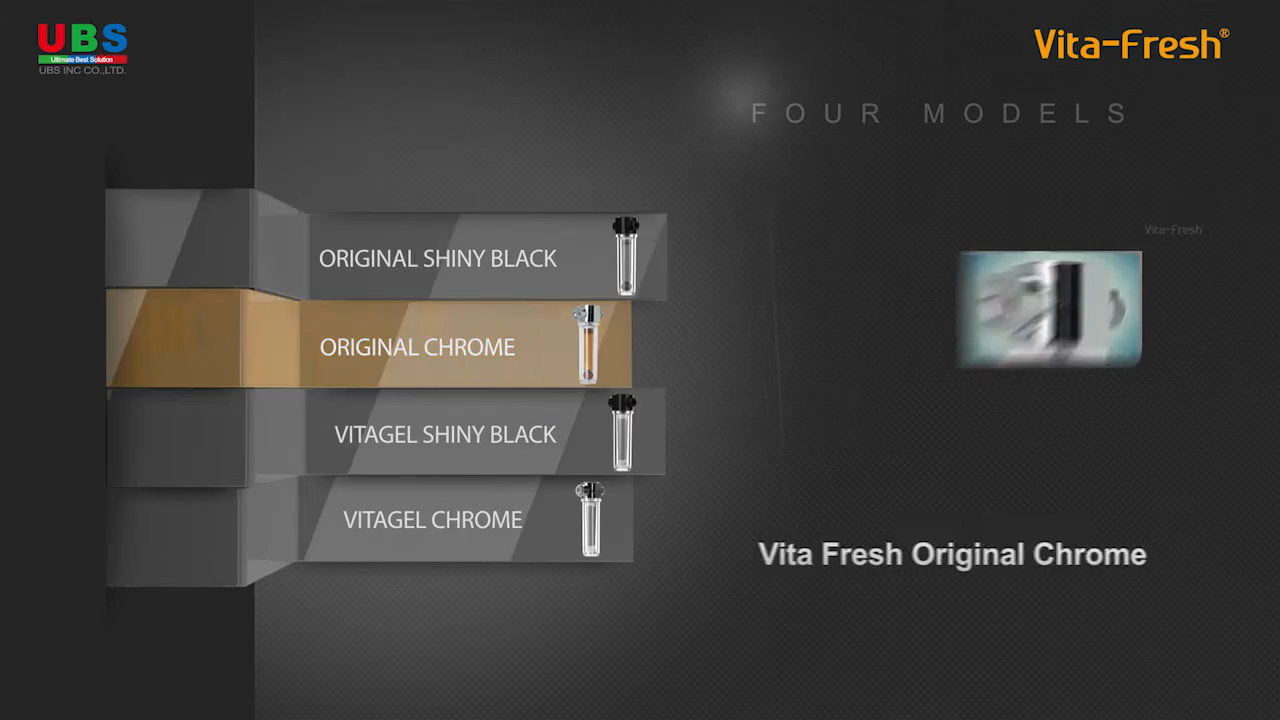 UBS
Ultimate Best Solution
UBS INC CO.,LTD.
Vita-Fresh®
FOUR MODELS
Vita-Fresh
ORIGINAL SHINY BLACK
ORIGINAL CHROME
VITAGEL SHINY BLACK
VITAGEL CHROME
Vita Fresh Original Chrome